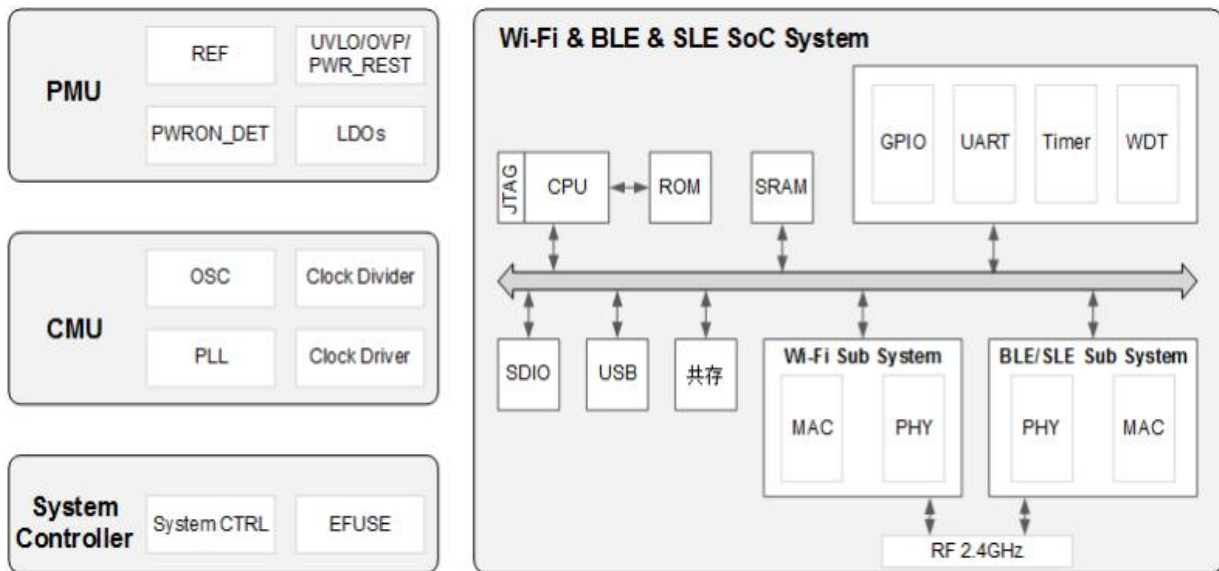 PMU
REF
UVLO/OVP/
PWR_REST
PWRON_DET
LDOs
CMU
OSC
Clock Divider
PLL
Clock Driver
System
Controller
System CTRL
EFUSE
Wi-Fi & BLE & SLE SoC System
GPIO
UART
Timer
WDT
JTAG
CPU
ROM
SRAM
SDIO
USB
共存
Wi-Fi Sub System
MAC
PHY
BLE/SLE Sub System
PHY
MAC
RF 2.4GHz